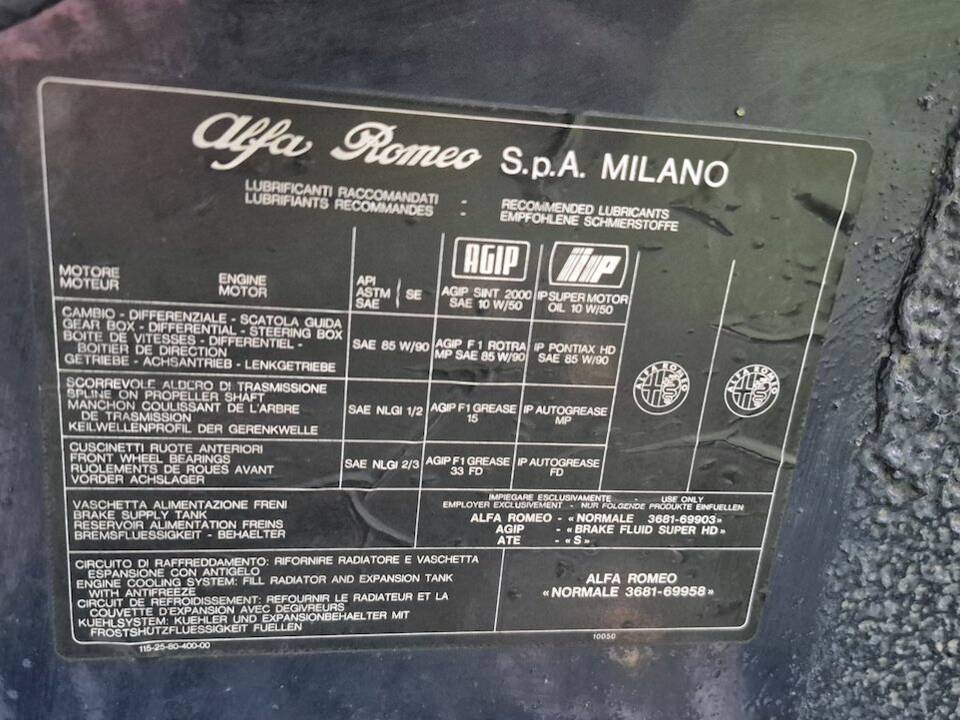 Alfa Romeo S.p.A. MILANO
LUBRIFICANTI RACCOMANDATI : RECOMMENDED LUBRICANTS
LUBRIFIANTS RECOMMANDES : EMPFOHLENE SCHMIERSTOFFE
MOTORE
MOTEUR
ENGINE
MOTOR
API
ASTM
SAE
SE
AGIP
AGIP SINT 2000
SAE 10 W/50
IP
IP SUPER MOTOR
OIL 10 W/50
CAMBIO - DIFFERENZIALE - SCATOLA GUIDA
GEAR BOX - DIFFERENTIAL - STEERING BOX
BOITE DE VITESSES - DIFFERENTIEL -
BOITIER DE DIRECTION
GETRIEBE - ACHSANTRIEB - LENKGETRIEBE
SAE 85 W/90
AGIP F1 ROTRA
MP SAE 85 W/90
IP PONTIAX HD
SAE 85 W/90
SCORREVOLE ALBERO DI TRASMISSIONE
SPLINE ON PROPELLER SHAFT
MANCHON COULISSANT DE L'ARBRE
DE TRASMISSION
KEILWELLENPROFIL DER GERENKWELLE
SAE NLGI 1/2
AGIP F1 GREASE
15
IP AUTOGREASE
MP
ALFA ROMEO
ALFA ROMEO
CUSCINETTI RUOTE ANTERIORI
FRONT WHEEL BEARINGS
RUOLEMENTS DE ROUES AVANT
VORDER ACHSLAGER
SAE NLGI 2/3
AGIP F1 GREASE
33 FD
IP AUTOGREASE
FD
VASCHETTA ALIMENTAZIONE FRENI
BRAKE SUPPLY TANK
RESERVOIR ALIMENTATION FREINS
BREMSFLUESSIGKEIT - BEHAELTER
IMPIEGARE ESCLUSIVAMENTE - USE ONLY
EMPLOYER EXCLUSIVEMENT - NUR FOLGENDE PRODUKTE EINFUELLEN
ALFA ROMEO - «NORMALE 3681-69903»
AGIP - «BRAKE FLUID SUPER HD»
ATE - «S»
CIRCUITO DI RAFFREDDAMENTO: RIFORNIRE RADIATORE E VASCHETTA
ESPANSIONE CON ANTIGELO
ENGINE COOLING SYSTEM: FILL RADIATOR AND EXPANSION TANK
WITH ANTIFREEZE
CIRCUIT DE REFROIDISSEMENT: REFOURNIR LE RADIATEUR ET LA
COUVETTE D'EXPANSION AVEC DEGIVREURS
KUEHLSYSTEM: KUEHLER UND EXPANSIONBEHAELTER MIT
FROSTSHUTZFLUESSIGKEIT FUELLEN
ALFA ROMEO
«NORMALE 3681-69958»
115-25-80-400-00
10050